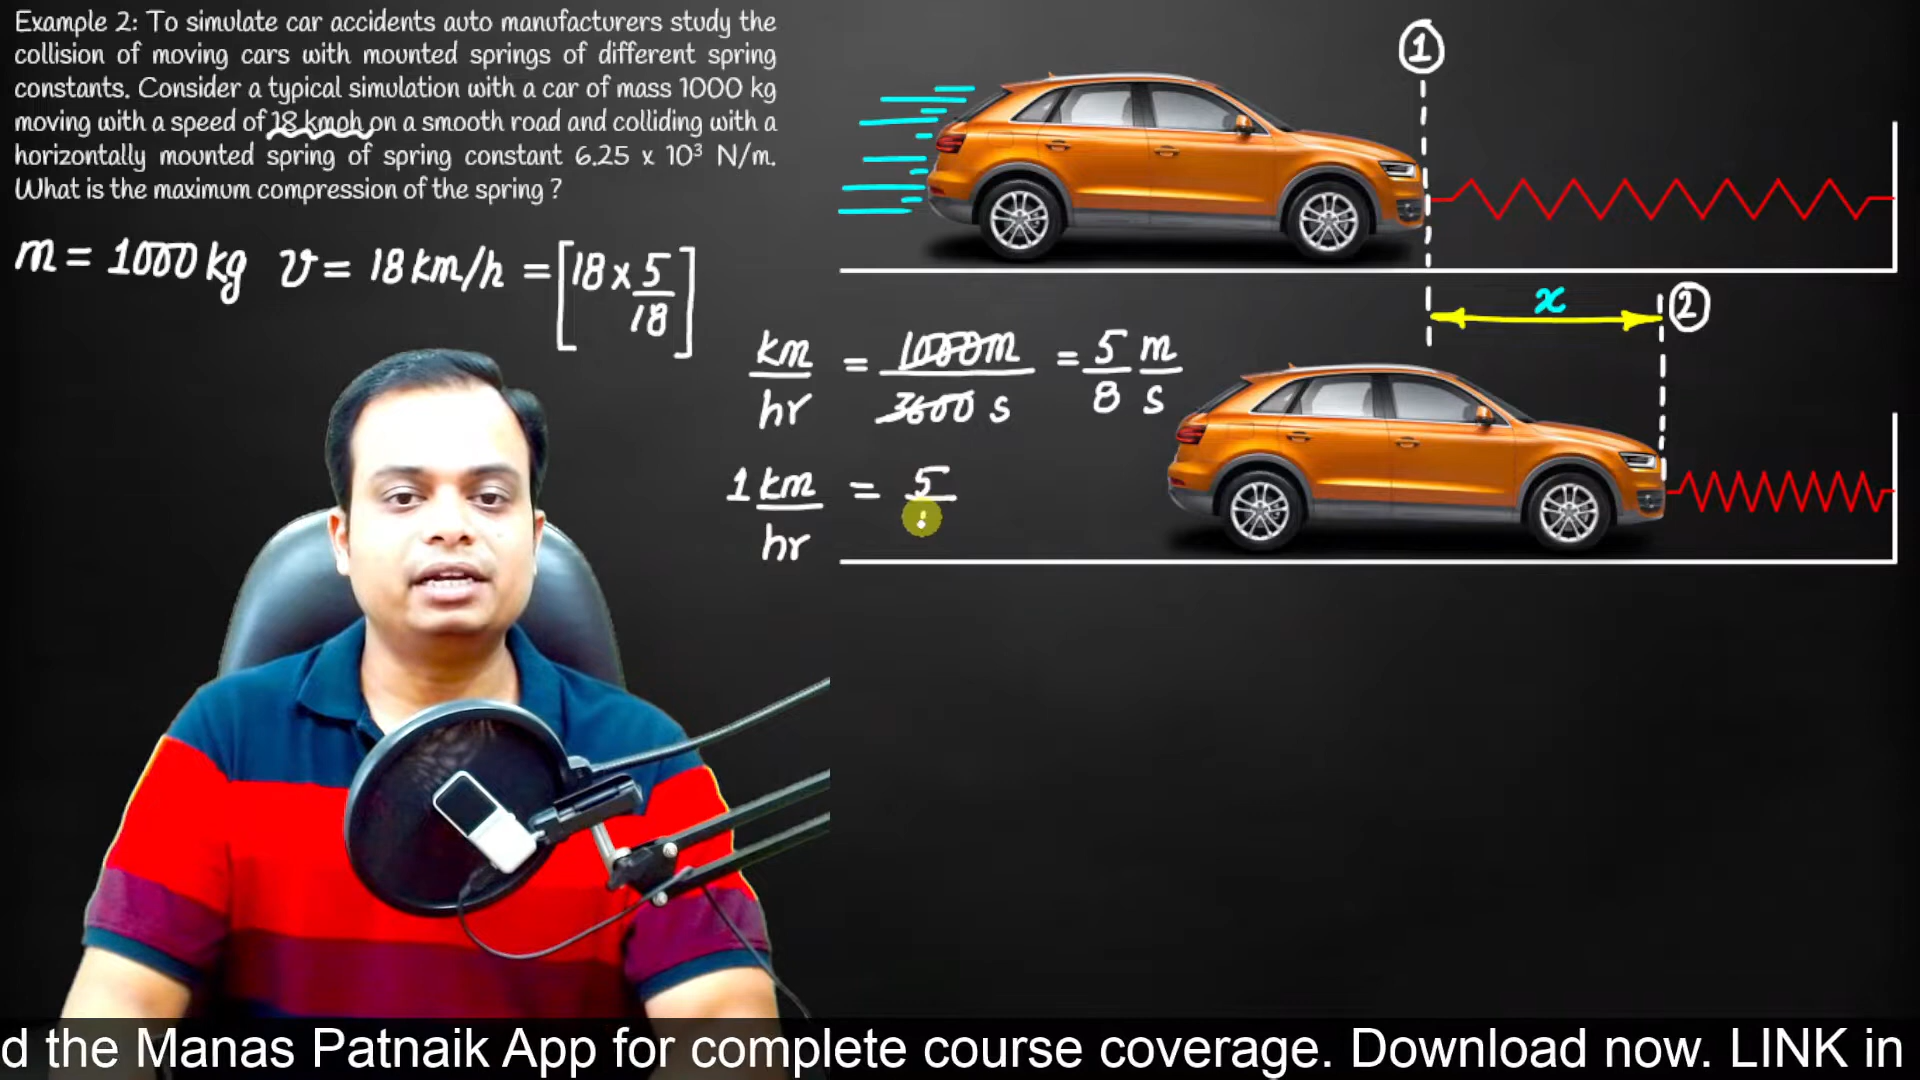 Example 2: To simulate car accidents auto manufacturers study the
collision of moving cars with mounted springs of different spring
constants. Consider a typical simulation with a car of mass 1000 kg
moving with a speed of 18 kmph on a smooth road and colliding with a
horizontally mounted spring of spring constant 6.25 x 10³ N/m.
What is the maximum compression of the spring ?
m = 1000 kg v = 18 km/h = [18 × 5/18]
1
x
2
km/hr = 1000m/3600 s = 5/8 m/s
1 km/hr = 5
d the Manas Patnaik App for complete course coverage. Download now. LINK in